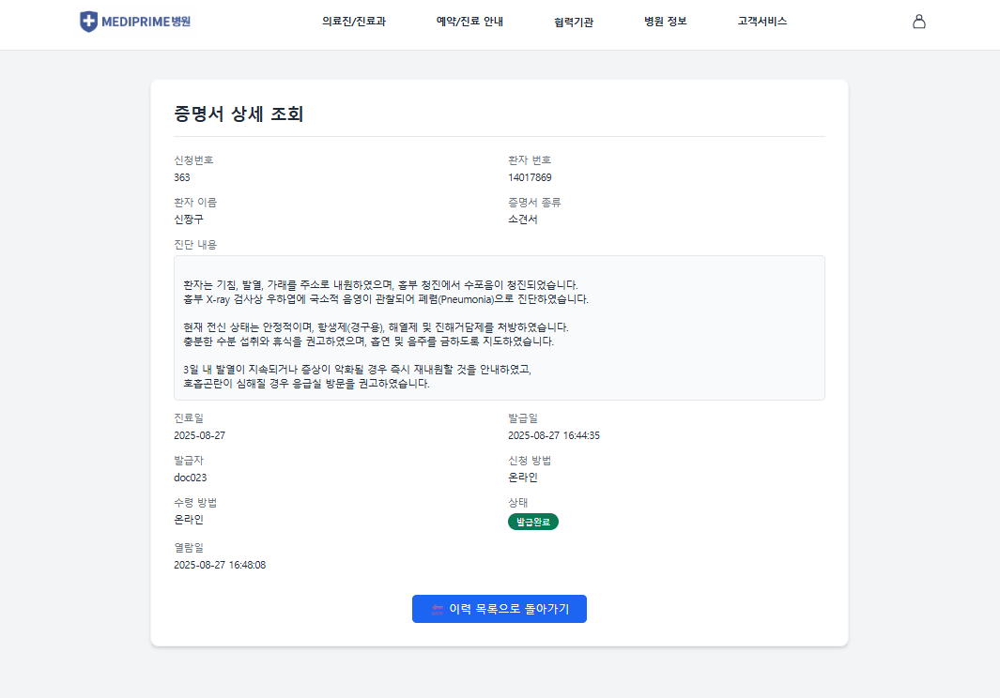 MEDIPRIME병원
의료진/진료과 예약/진료 안내 협력기관 병원 정보 고객서비스
증명서 상세 조회
신청번호 환자 번호
363 14017869
환자 이름 증명서 종류
신짱구 소견서
진단 내용
환자는 기침, 발열, 가래를 주소로 내원하였으며, 흉부 청진에서 수포음이 청진되었습니다.
흉부 X-ray 검사상 우하엽에 국소적 음영이 관찰되어 폐렴(Pneumonia)으로 진단하였습니다.
현재 전신 상태는 안정적이며, 항생제(경구용), 해열제 및 진해거담제를 처방하였습니다.
충분한 수분 섭취와 휴식을 권고하였으며, 흡연 및 음주를 금하도록 지도하였습니다.
3일 내 발열이 지속되거나 증상이 악화될 경우 즉시 재내원할 것을 안내하였고,
호흡곤란이 심해질 경우 응급실 방문을 권고하였습니다.
진료일 발급일
2025-08-27 2025-08-27 16:44:35
발급자 신청 방법
doc023 온라인
수령 방법 상태
온라인 발급완료
열람일
2025-08-27 16:48:08
이력 목록으로 돌아가기